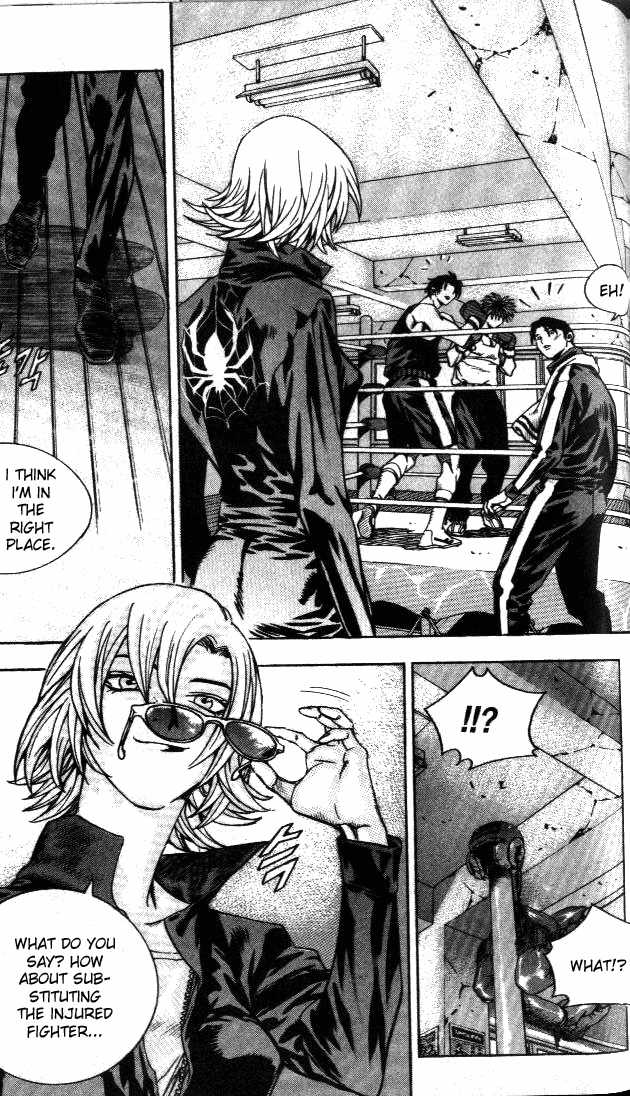 EH!
I THINK
I'M IN
THE
RIGHT
PLACE.
!!?
WHAT!?
WHAT DO YOU
SAY? HOW
ABOUT SUB-
STITUTING
THE INJURED
FIGHTER...